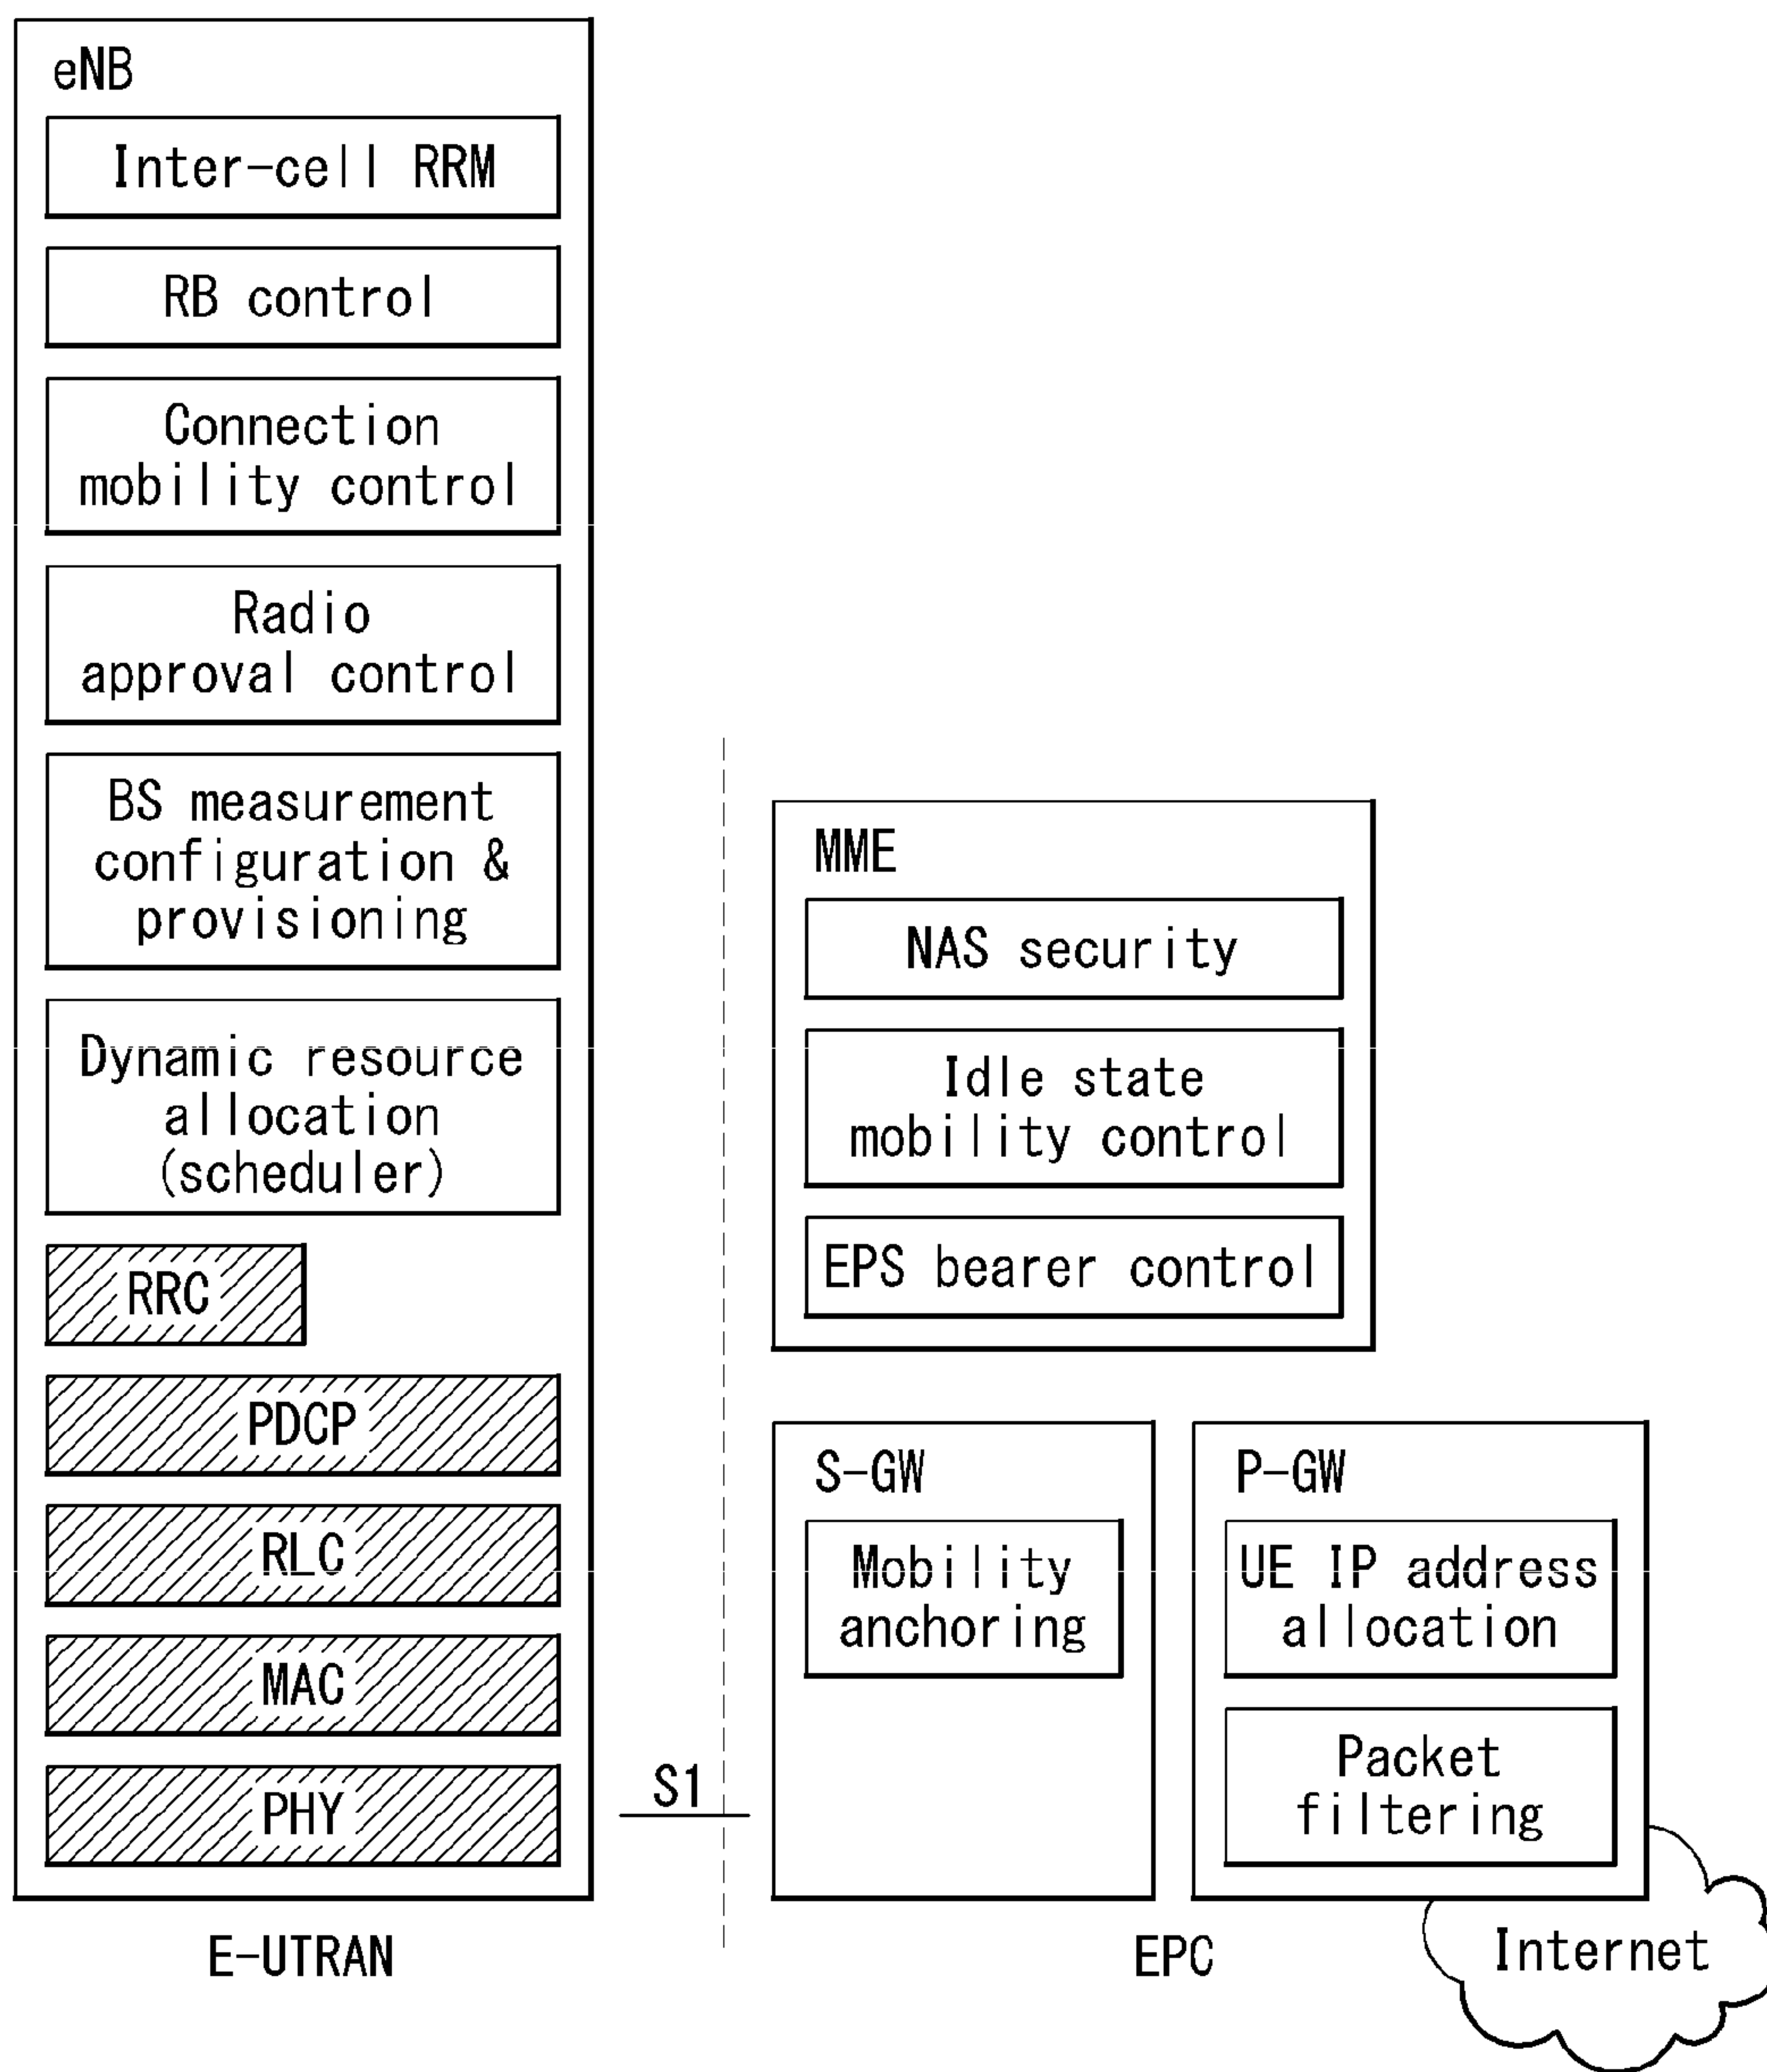 eNB
Inter-cell RRM
RB control
Connection
mobility control
Radio
approval control
BS measurement
configuration &
provisioning
Dynamic resource
allocation
(scheduler)
RRC
PDCP
RLC
MAC
PHY
E-UTRAN
S1
MME
NAS security
Idle state
mobility control
EPS bearer control
S-GW
Mobility
anchoring
P-GW
UE IP address
allocation
Packet
filtering
EPC
Internet